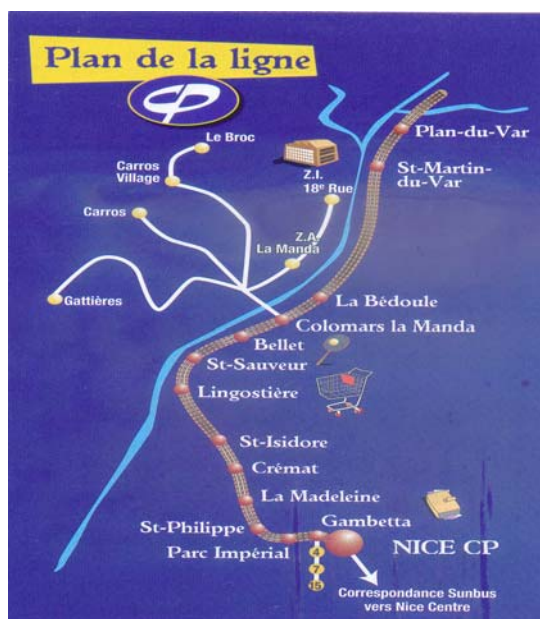 Plan de la ligne
CP
Le Broc
Carros
Village
Z.I.
18e Rue
Plan-du-Var
St-Martin-
du-Var
Carros
Z.A
La Manda
Gattières
La Bédoule
Colomars la Manda
Bellet
St-Sauveur
Lingostière
St-Isidore
Crémat
La Madeleine
St-Philippe
Gambetta
Parc Impérial
NICE CP
4
7
15
Correspondance Sunbus
vers Nice Centre